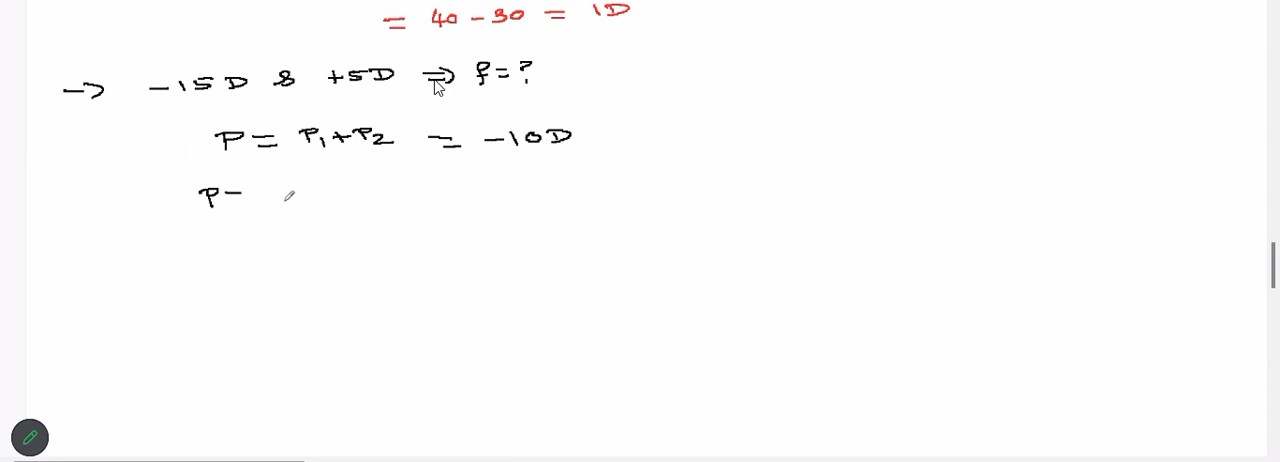 = 40 - 30 = 1D
→ -15D & +5D ⇒ f = ?
P = P₁ + P₂ = -10D
P =